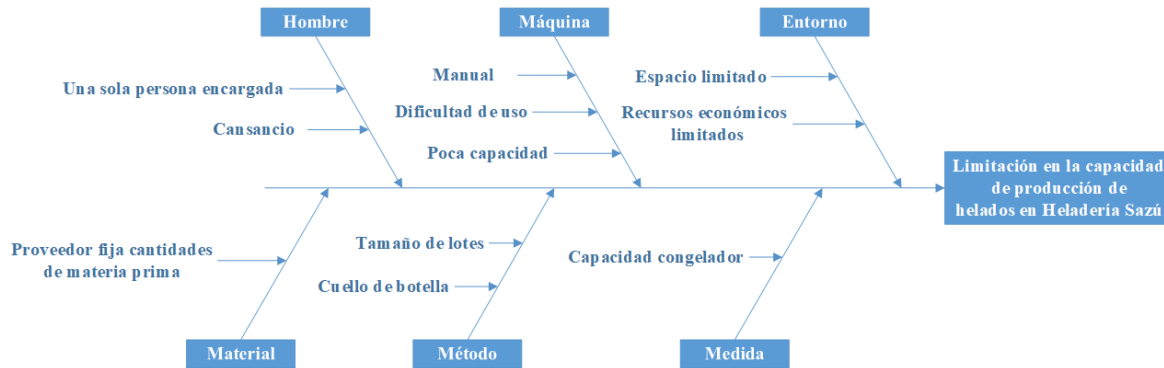 Hombre
Máquina
Entorno
Una sola persona encargada
Cansancio
Manual
Dificultad de uso
Poca capacidad
Espacio limitado
Recursos económicos
limitados
Limitación en la capacidad
de producción de
helados en Heladería Sazú
Proveedor fija cantidades
de materia prima
Tamaño de lotes
Cuello de botella
Capacidad congelador
Material
Método
Medida